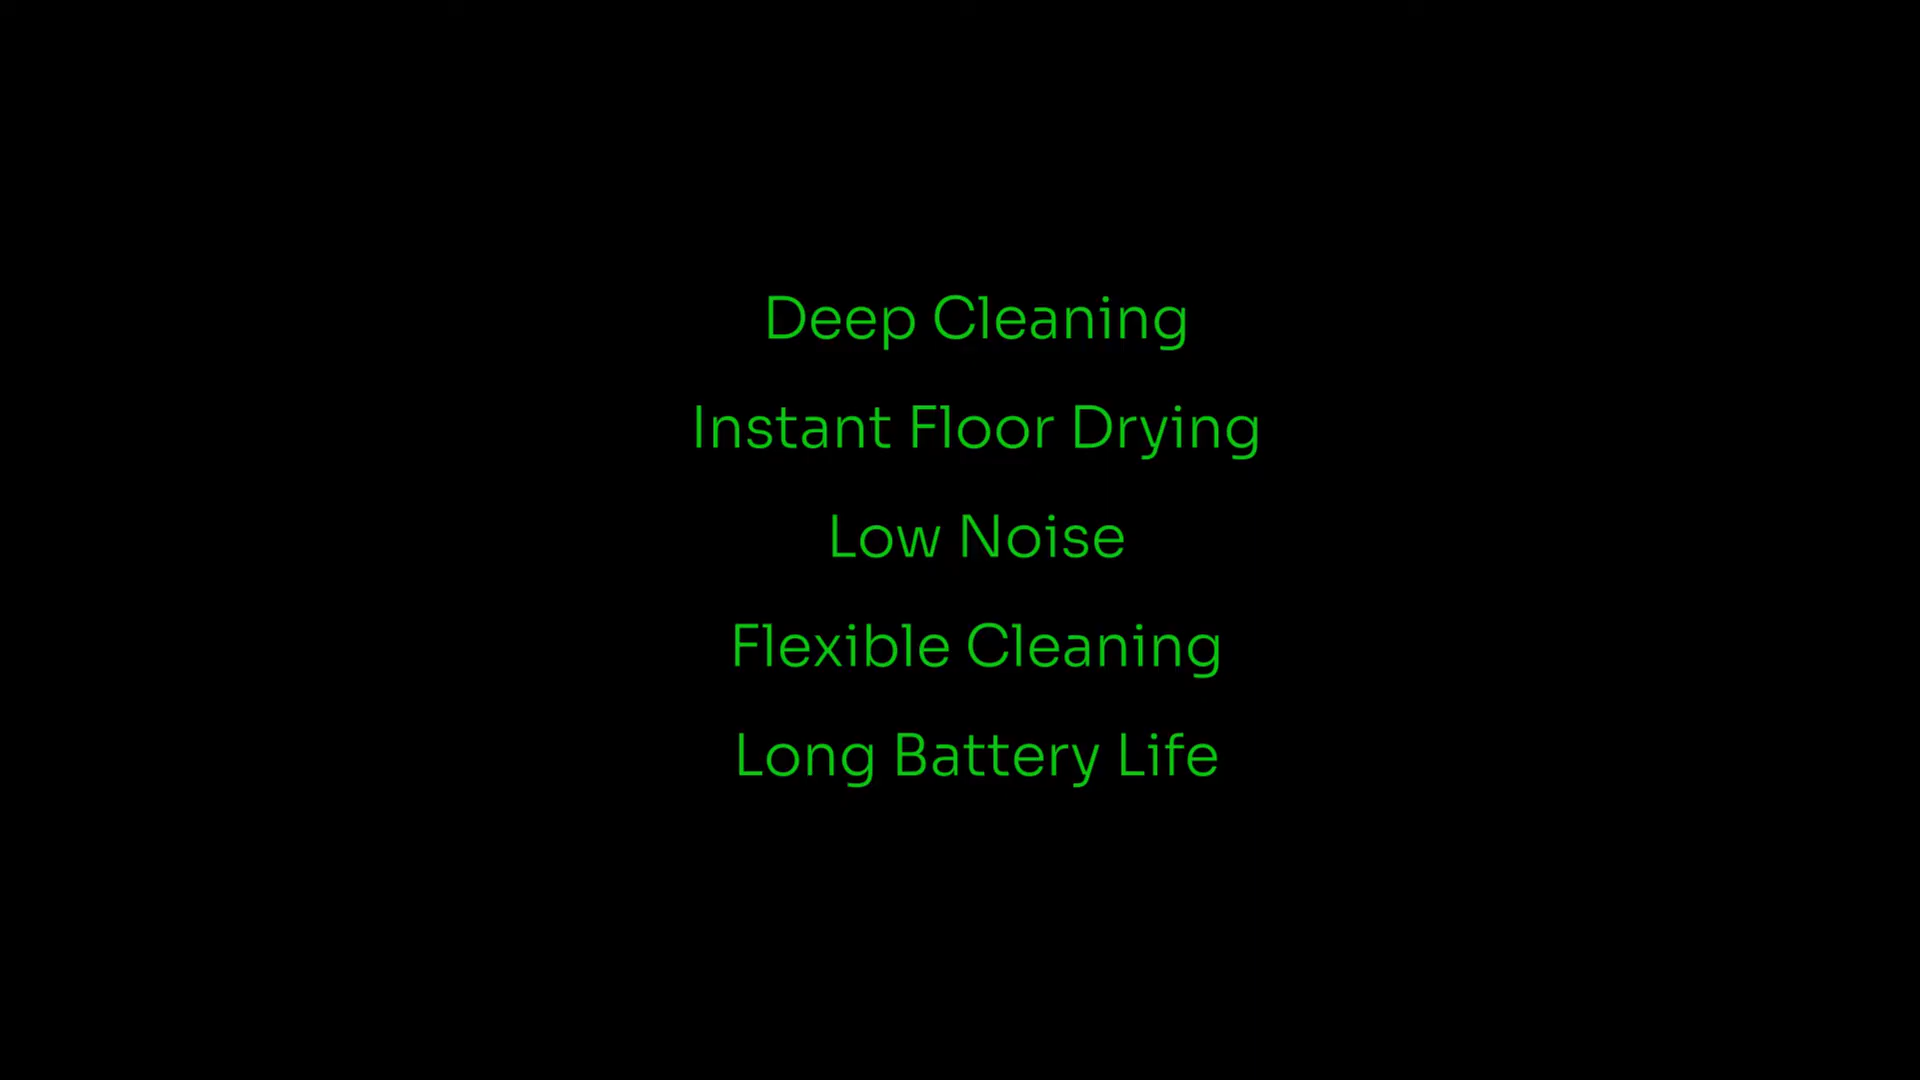 Deep Cleaning
Instant Floor Drying
Low Noise
Flexible Cleaning
Long Battery Life